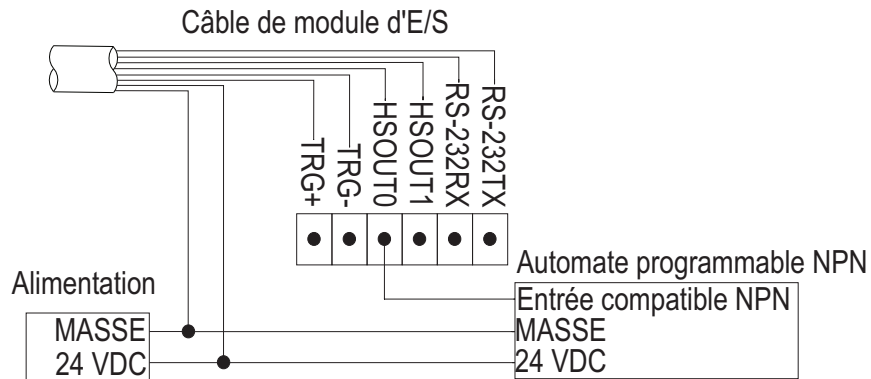 Câble de module d'E/S
TRG+
TRG-
HSOUT0
HSOUT1
RS-232RX
RS-232TX
Alimentation
MASSE
24 VDC
Automate programmable NPN
Entrée compatible NPN
MASSE
24 VDC